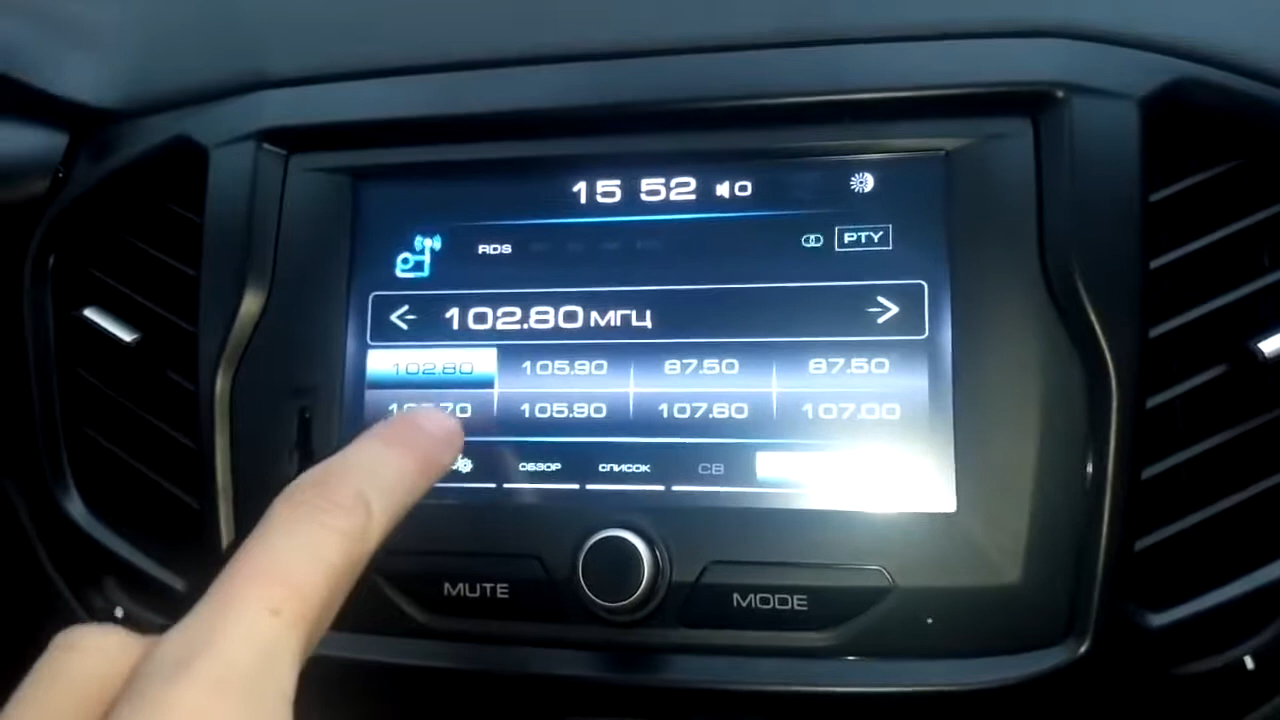 15 52 0
RDS PTY
102.80 МГЦ
102.80 105.90 87.50 87.50
105.90 107.60 107.00
ОБЗОР СПИСОК СВ
MUTE MODE